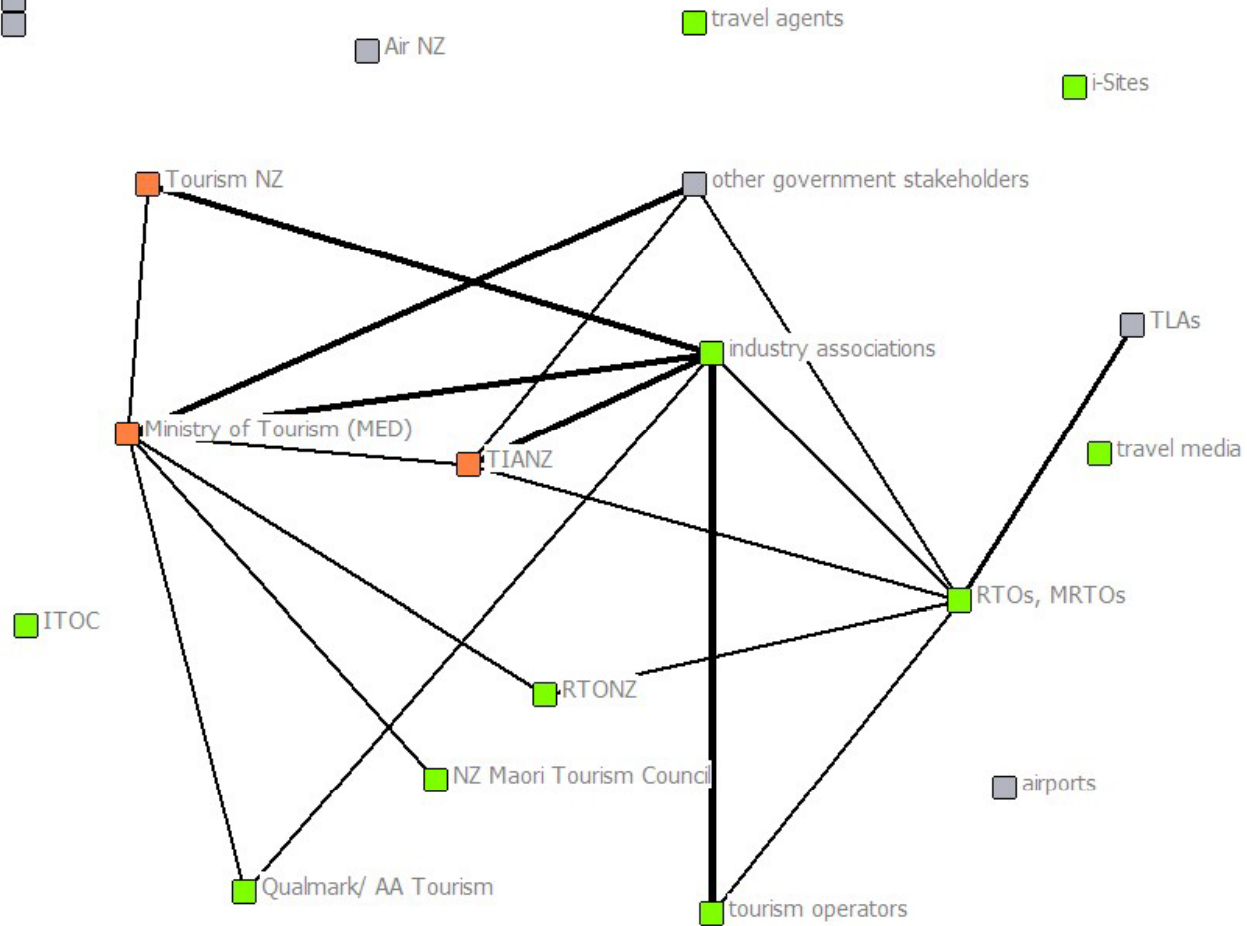 travel agents
Air NZ
i-Sites
Tourism NZ
other government stakeholders
TLAs
industry associations
Ministry of Tourism (MED)
TIANZ
travel media
RTOs, MRTOs
ITOC
RTONZ
NZ Maori Tourism Council
airports
Qualmark/ AA Tourism
tourism operators